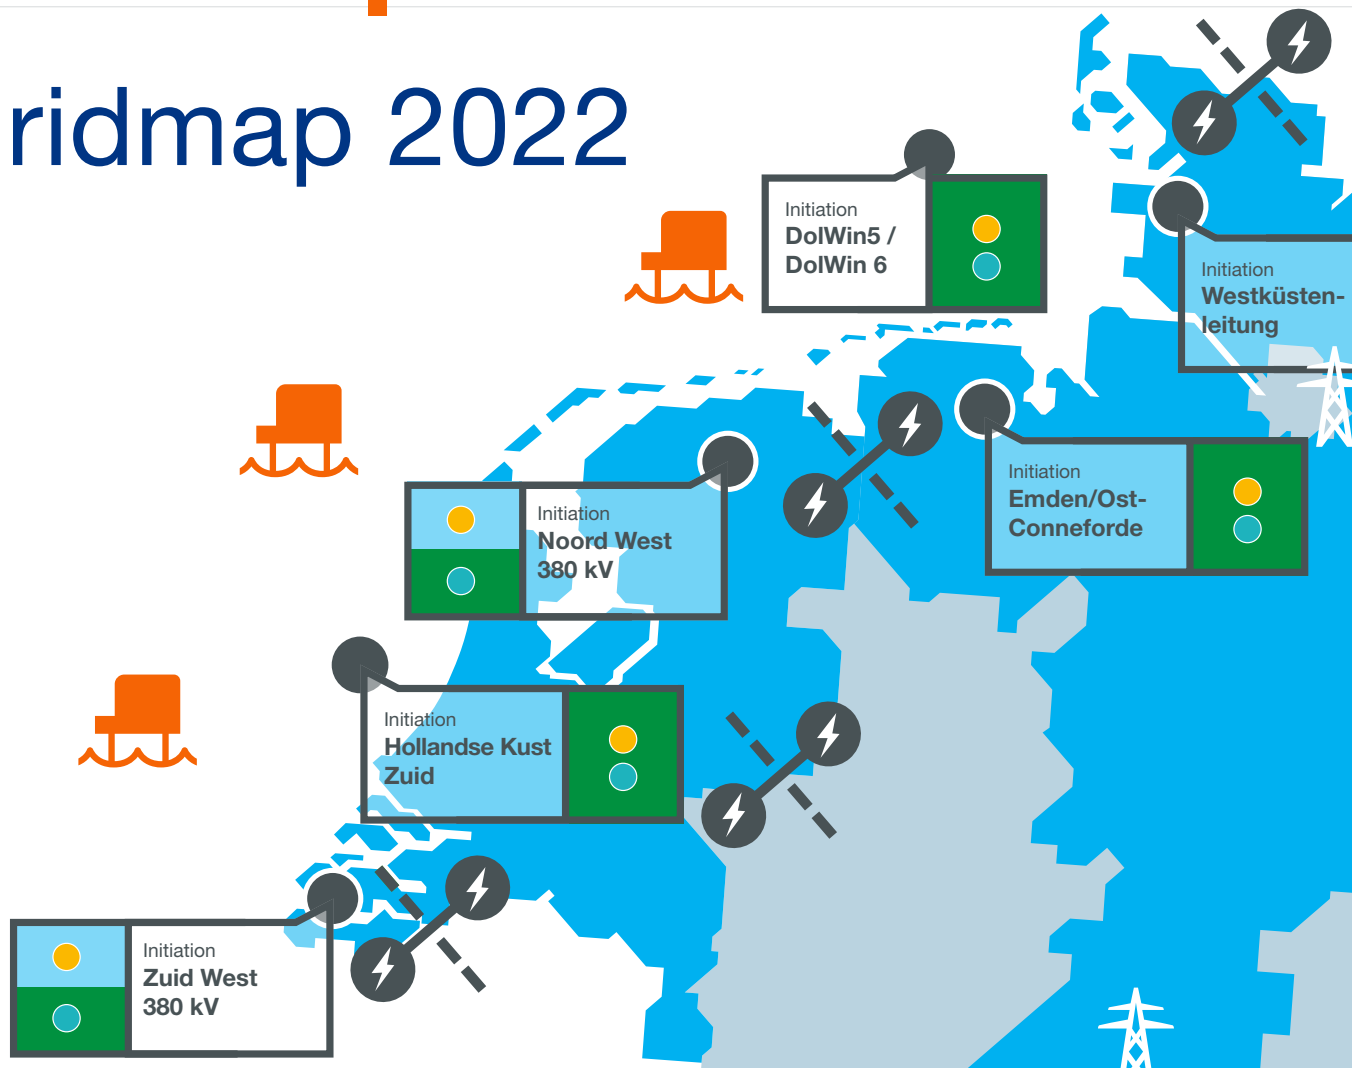 ridmap 2022
Initiation
DolWin5 /
DolWin 6
Initiation
Westküsten-
leitung
Initiation
Emden/Ost-
Conneforde
Initiation
Noord West
380 kV
Initiation
Hollandse Kust
Zuid
Initiation
Zuid West
380 kV